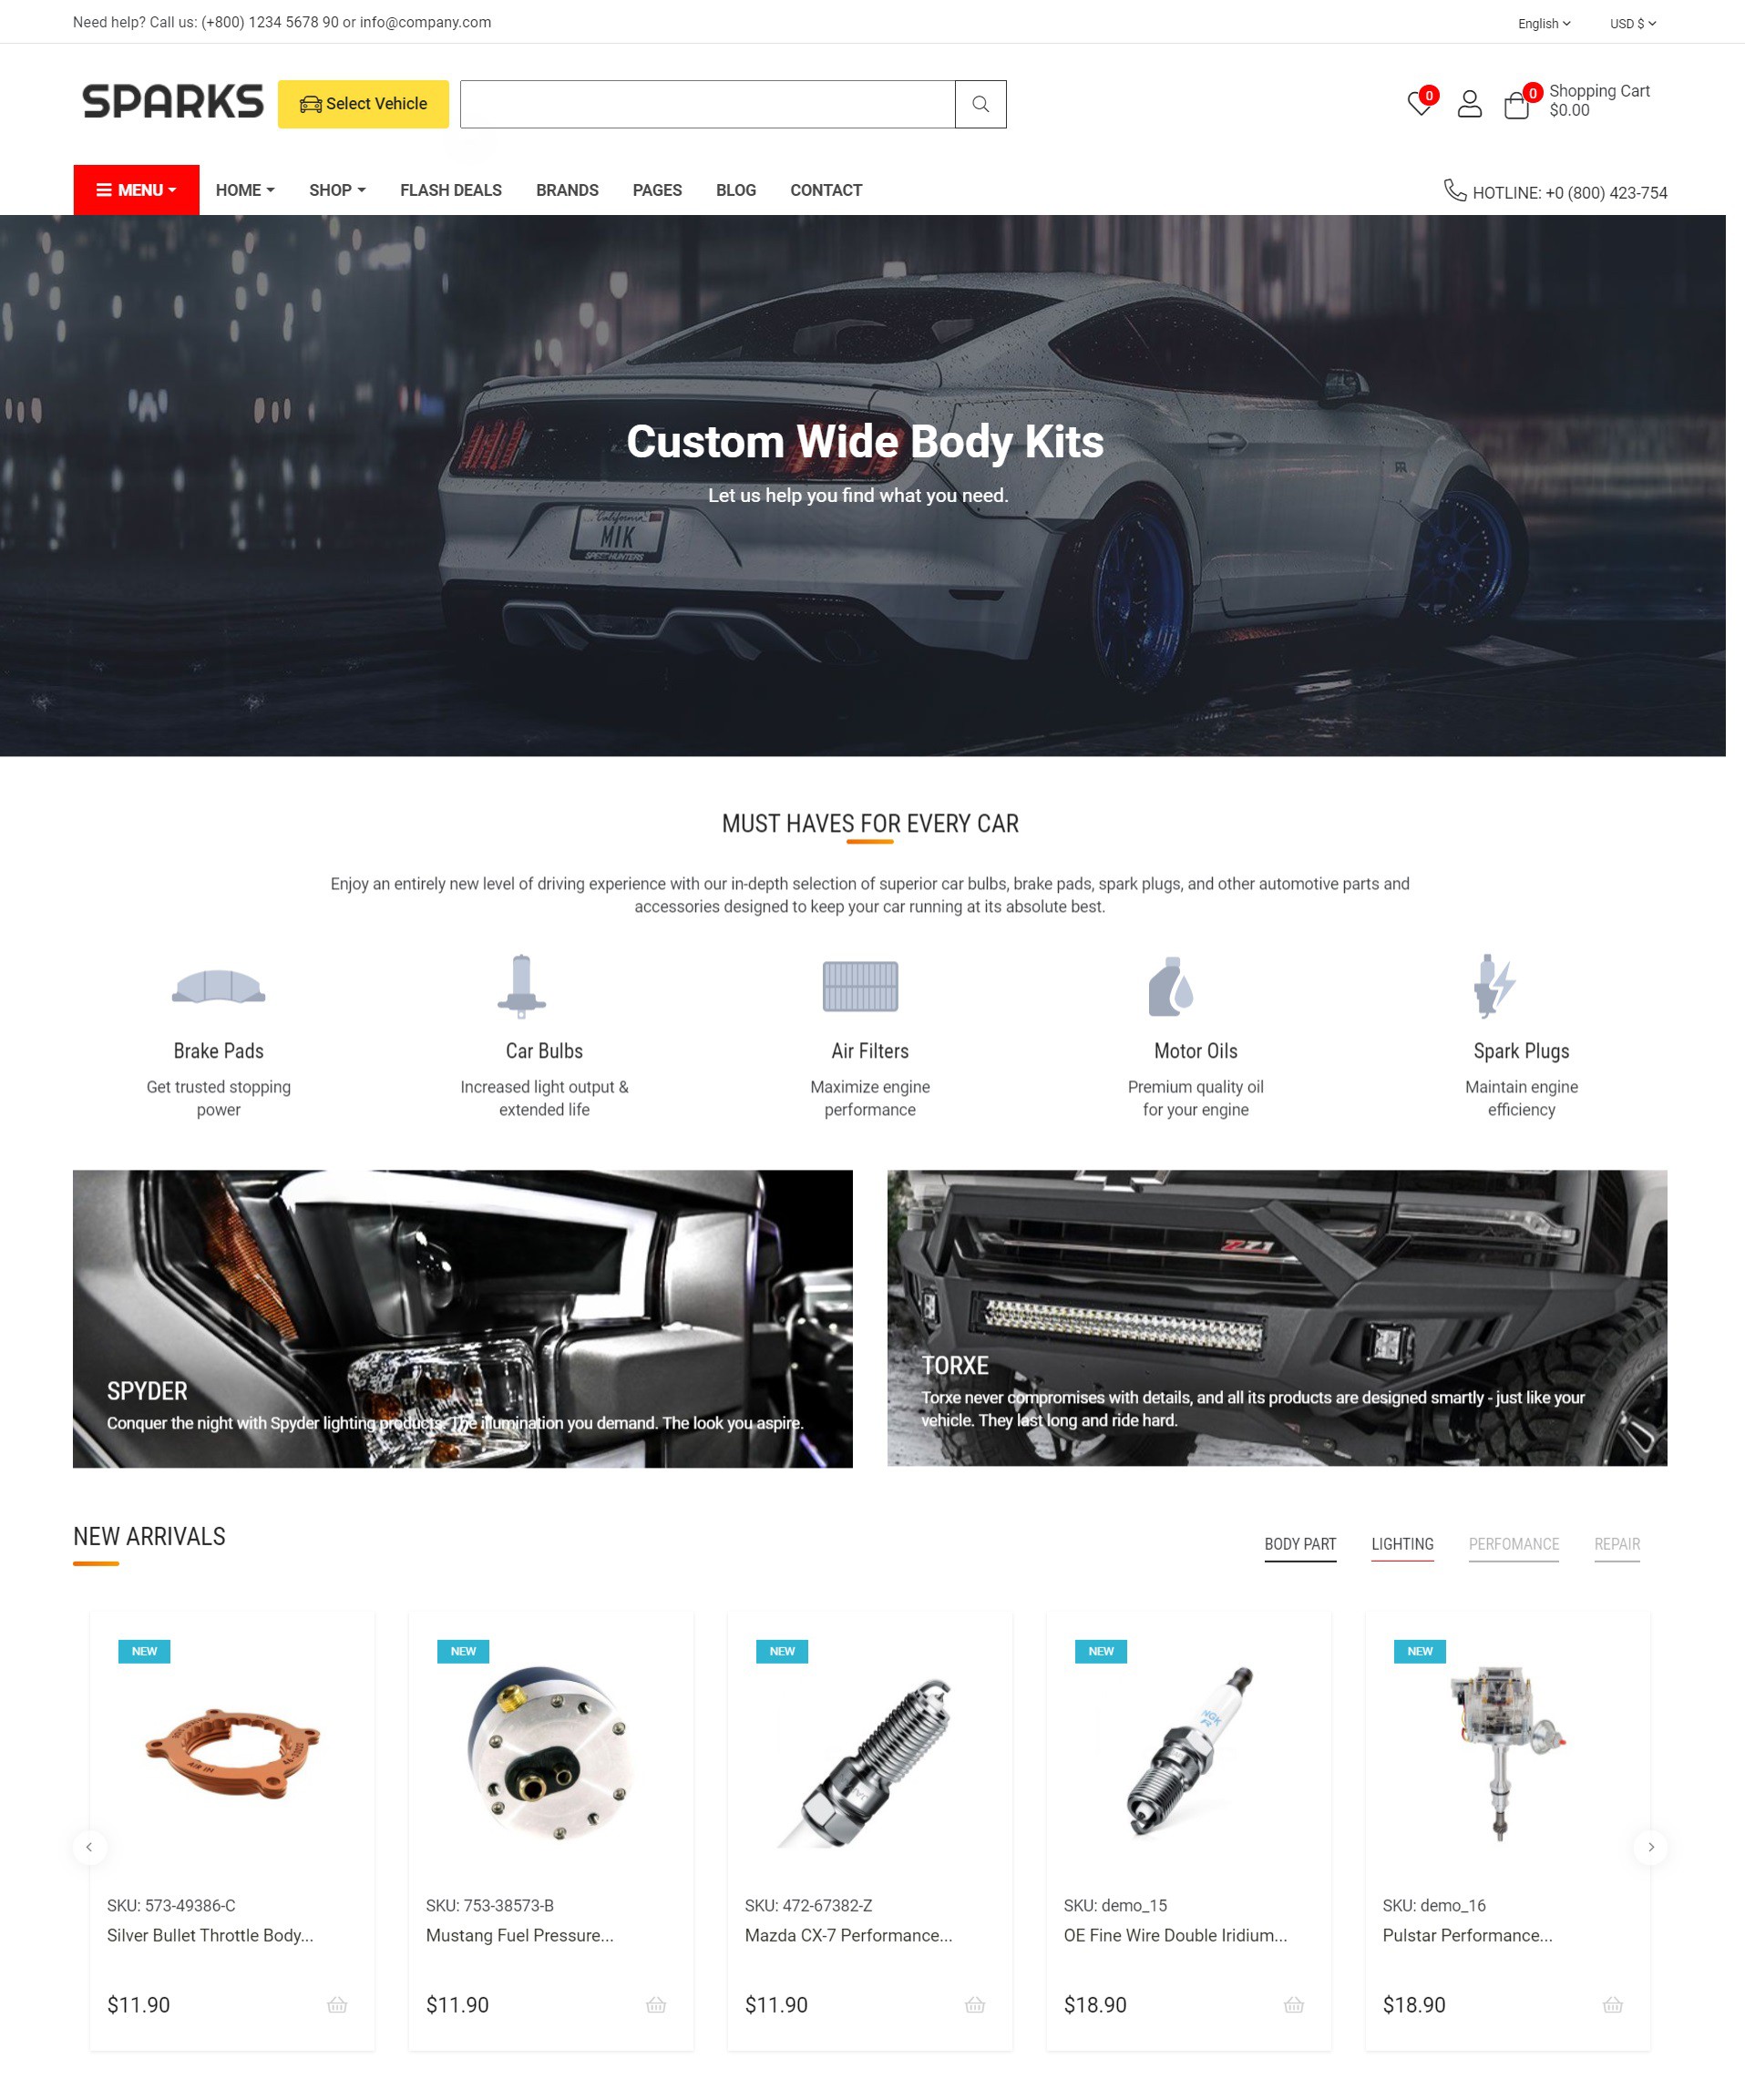 Need help? Call us: (+800) 1234 5678 90 or info@company.com
English
USD $
SPARKS
Select Vehicle
0
0
Shopping Cart
$0.00
MENU
HOME
SHOP
FLASH DEALS
BRANDS
PAGES
BLOG
CONTACT
HOTLINE: +0 (800) 423-754
Custom Wide Body Kits
Let us help you find what you need.
California
MIK
SPEEDHUNTERS
MUST HAVES FOR EVERY CAR
Enjoy an entirely new level of driving experience with our in-depth selection of superior car bulbs, brake pads, spark plugs, and other automotive parts and
accessories designed to keep your car running at its absolute best.
Brake Pads
Get trusted stopping
power
Car Bulbs
Increased light output &
extended life
Air Filters
Maximize engine
performance
Motor Oils
Premium quality oil
for your engine
Spark Plugs
Maintain engine
efficiency
SPYDER
Conquer the night with Spyder lighting products. The illumination you demand. The look you aspire.
Z71
TORXE
Torxe never compromises with details, and all its products are designed smartly - just like your
vehicle. They last long and ride hard.
NEW ARRIVALS
BODY PART
LIGHTING
PERFOMANCE
REPAIR
NEW
AIR IN
SKU: 573-49386-C
Silver Bullet Throttle Body...
$11.90
NEW
SKU: 753-38573-B
Mustang Fuel Pressure...
$11.90
NEW
SKU: 472-67382-Z
Mazda CX-7 Performance...
$11.90
NEW
NGK
R
SKU: demo_15
OE Fine Wire Double Iridium...
$18.90
NEW
SKU: demo_16
Pulstar Performance...
$18.90